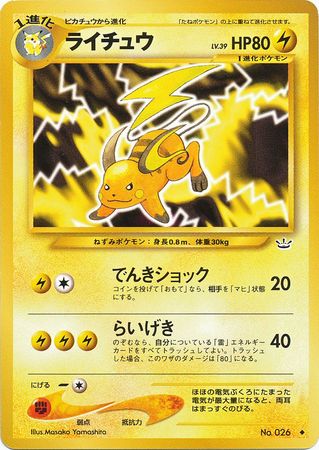 1進化
ピカチュウから進化
「たねポケモン」の上に重ねて進化させます。
ライチュウ LV.39 HP80
1進化ポケモン
ねずみポケモン：身長0.8m、体重30kg
でんきショック 20
コインを投げて「おもて」なら、相手を「マヒ」状態
にする。
らいげき 40
のぞむなら、自分についている「雷」エネルギー
カードをすべてトラッシュしてよい。トラッシュ
した場合、このワザのダメージは「80」になる。
にげる
弱点 抵抗力
ほほの電気ぶくろにたまった
電気が最大量になると、両耳
はまっすぐのびる。
Illus.Masako Yamashita
No. 026